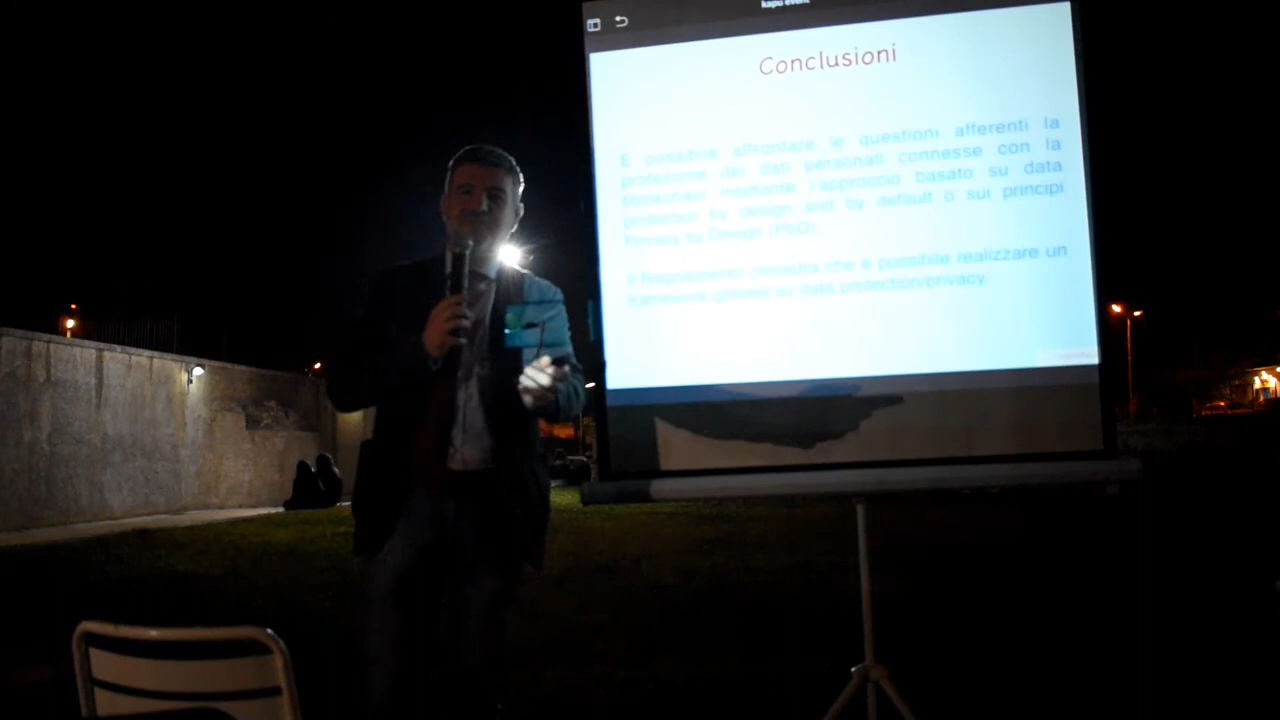 kapu event
Conclusioni
E possibile affrontare le questioni afferenti la
protezione dei dati personali connesse con la
blockchain mediante l'approccio basato su data
protection by design and by default o sui principi
Privacy by Design (PbD).
Il Regolamento dimostra che è possibile realizzare un
framework su data protection/privacy.